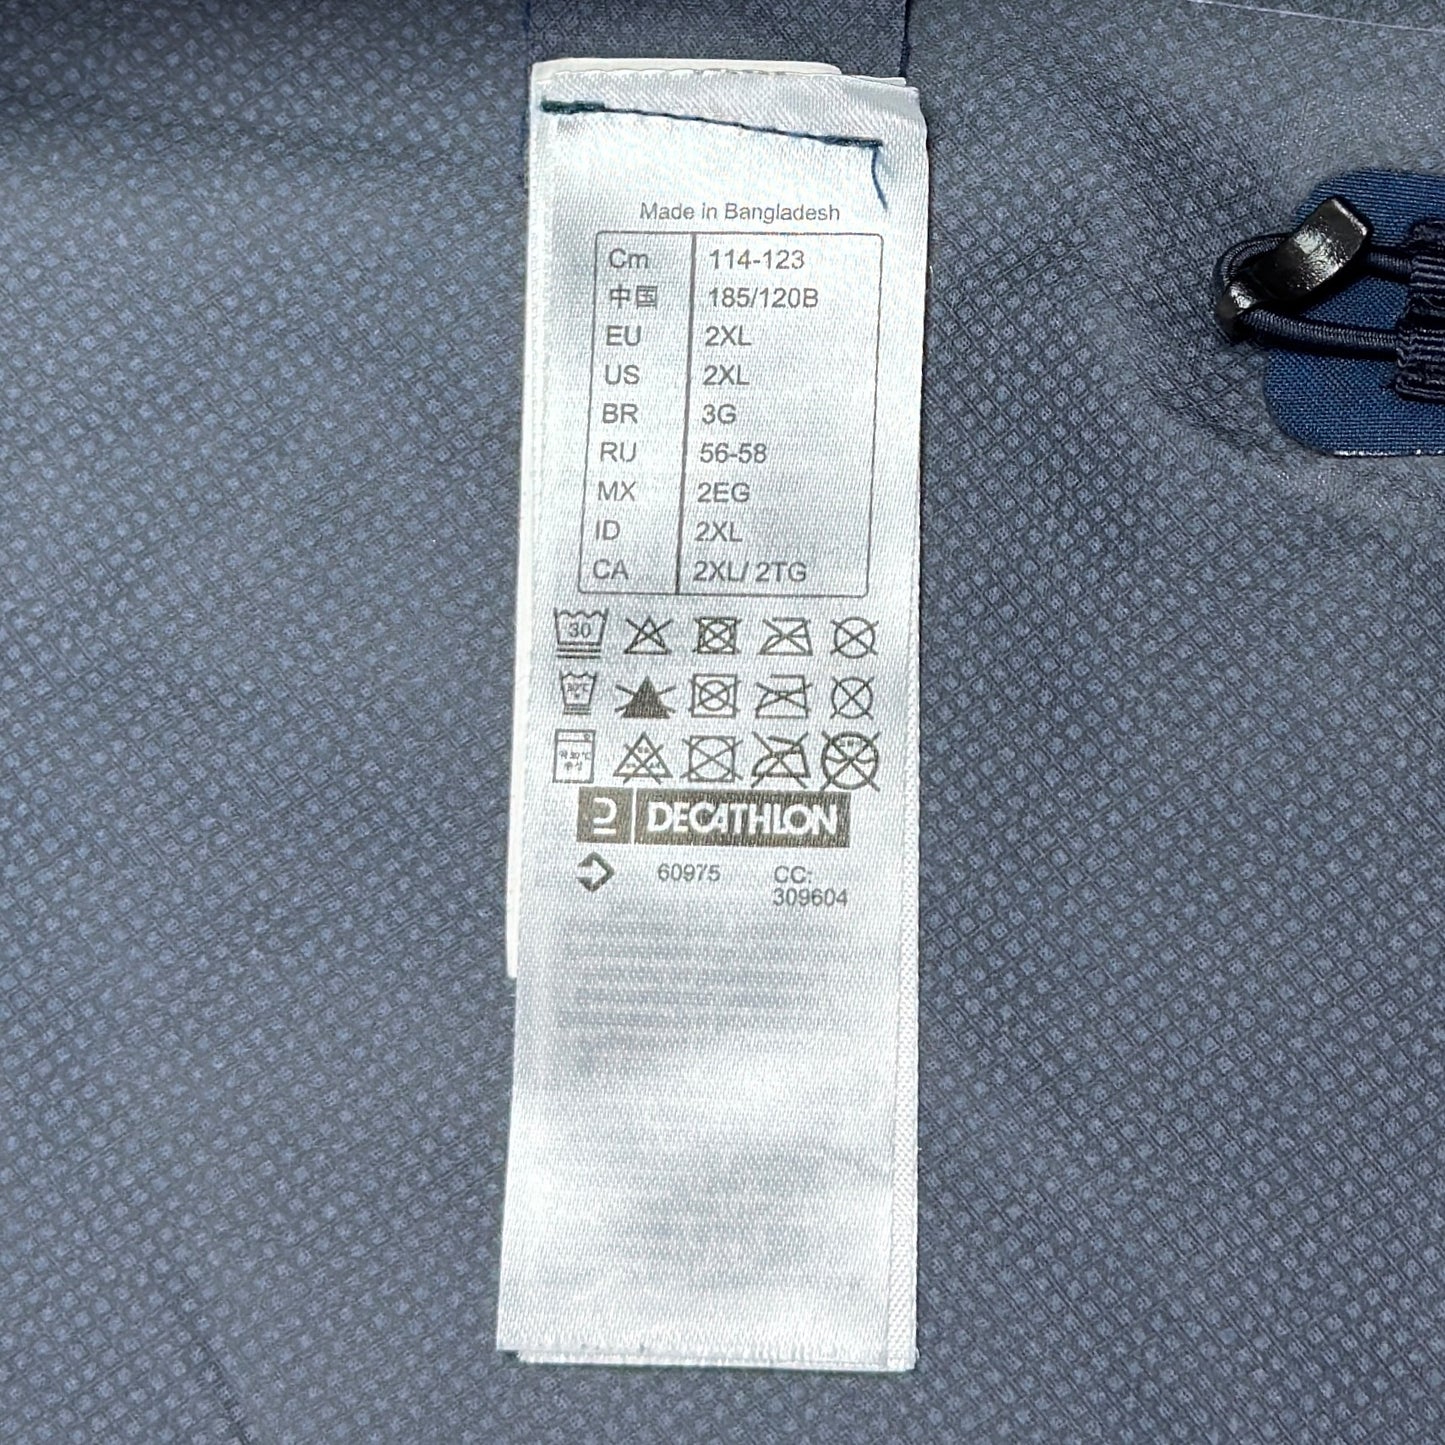 Made in Bangladesh
Cm 114-123
中国 185/120B
EU 2XL
US 2XL
BR 3G
RU 56-58
MX 2EG
ID 2XL
CA 2XL/ 2TG
30
DECATHLON
60975 CC:
309604